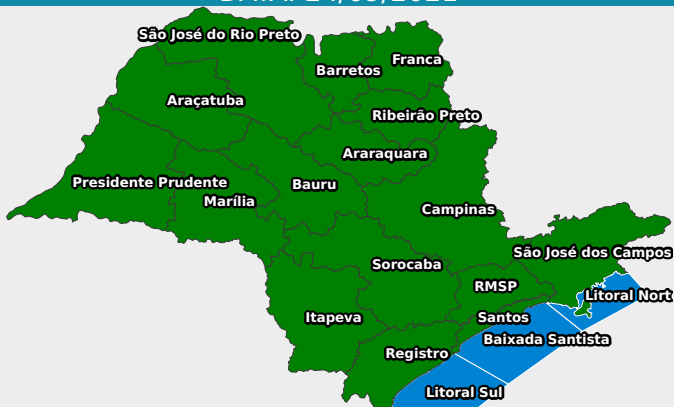 São José do Rio Preto
Franca
Barretos
Araçatuba
Ribeirão Preto
Araraquara
Presidente Prudente
Bauru
Marília
Campinas
São José dos Campos
Sorocaba
RMSP
Litoral Nort
Itapeva
Santos
Baixada Santista
Registro
Litoral Sul